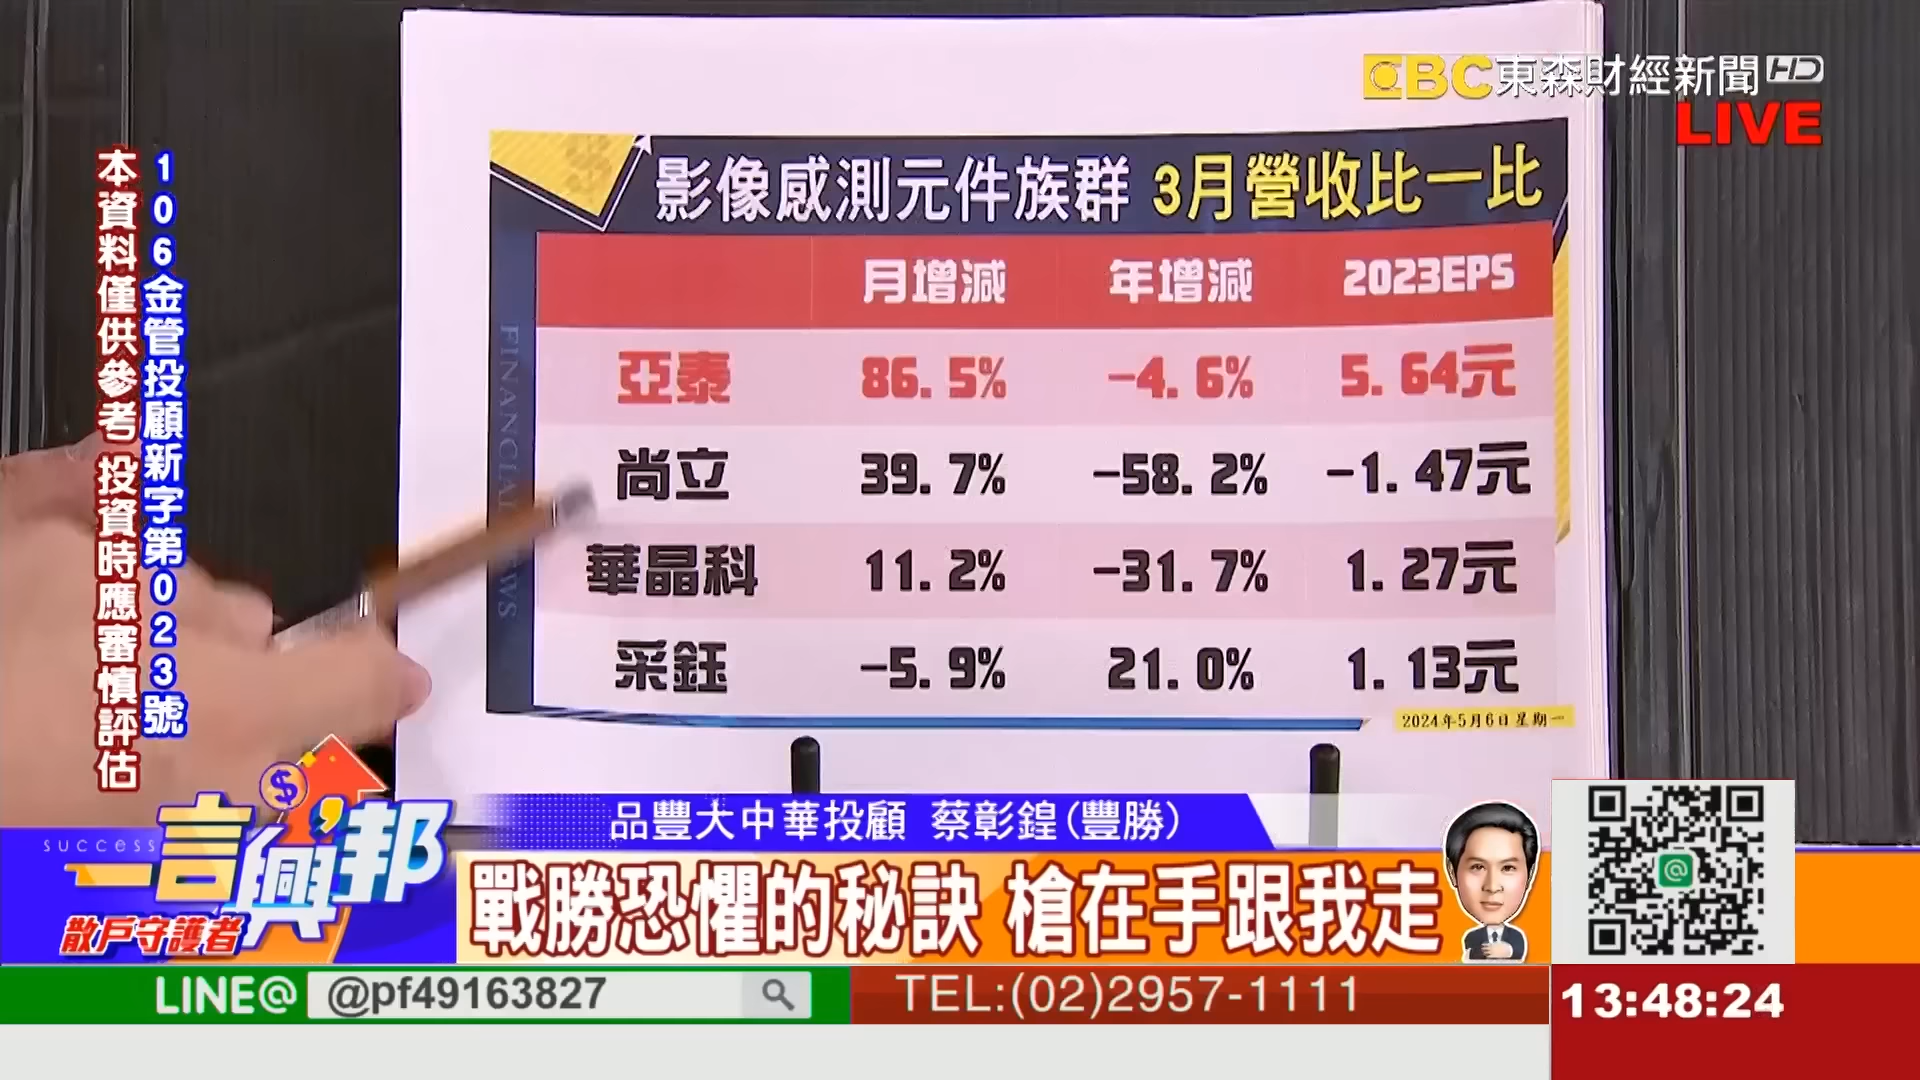 EBC東森財經新聞HD
LIVE
106金管投顧新字第023號
本資料僅供參考 投資時應審慎評估
影像感測元件族群 3月營收比一比
月增減 年增減 2023EPS
亞泰 86.5% -4.6% 5.64元
尚立 39.7% -58.2% -1.47元
華晶科 11.2% -31.7% 1.27元
采鈺 -5.9% 21.0% 1.13元
FINANCIAL NEWS
2024年5月6日星期一
success
一言興邦
散戶守護者
品豐大中華投顧 蔡彰鍠(豐勝)
戰勝恐懼的秘訣 槍在手跟我走
LINE@ @pf49163827
TEL:(02)2957-1111
13:48:24